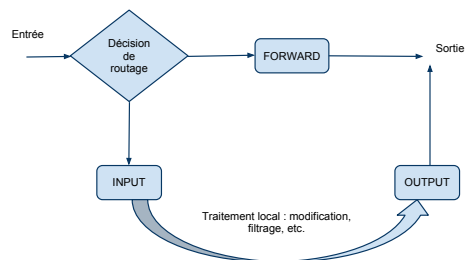 Entrée
Décision
de
routage
FORWARD
Sortie
INPUT
OUTPUT
Traitement local : modification,
filtrage, etc.